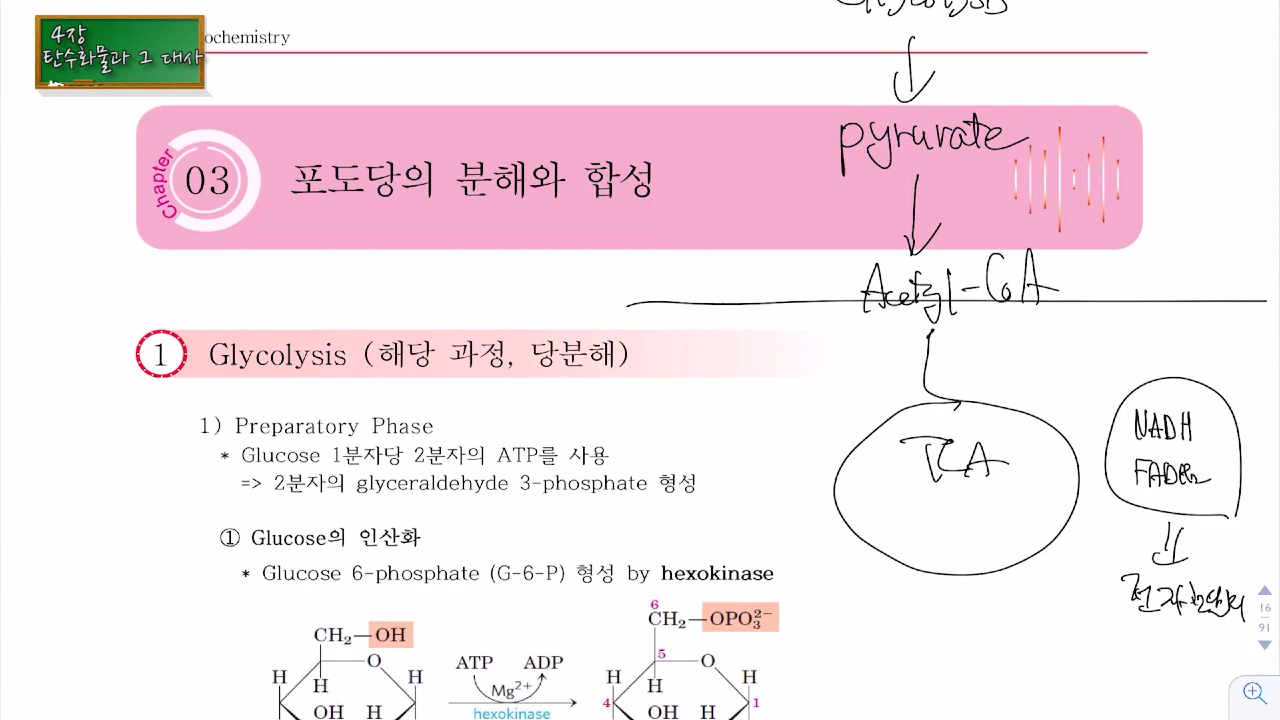 Glycolysis
4장
탄수화물과 그 대사
ochemistry
pyruvate
Chapter
03 포도당의 분해와 합성
Acetyl-CoA
1 Glycolysis (해당 과정, 당분해)
1) Preparatory Phase
* Glucose 1분자당 2분자의 ATP를 사용
=> 2분자의 glyceraldehyde 3-phosphate 형성
TCA
NADH
FADH2
① Glucose의 인산화
* Glucose 6-phosphate (G-6-P) 형성 by hexokinase
16
91
6
CH2—OH
CH2—OPO3^2−
ATP ADP
5
O
O
H
H
H
H
H
H
Mg2+
4
1
hexokinase
OH H
OH H